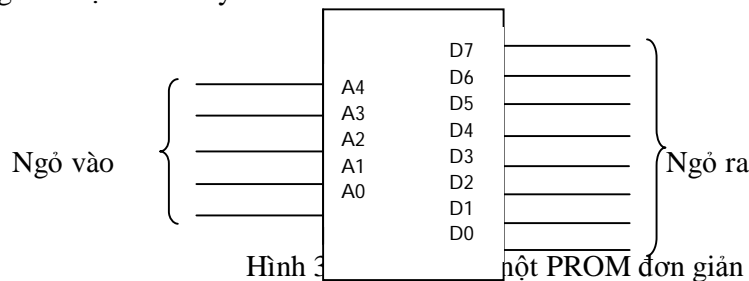 D7
A4 D6
A3 D5
A2 D4
Ngỏ vào A1 D3 Ngỏ ra
A0 D2
D1
D0
Hình 3 một PROM đơn giản